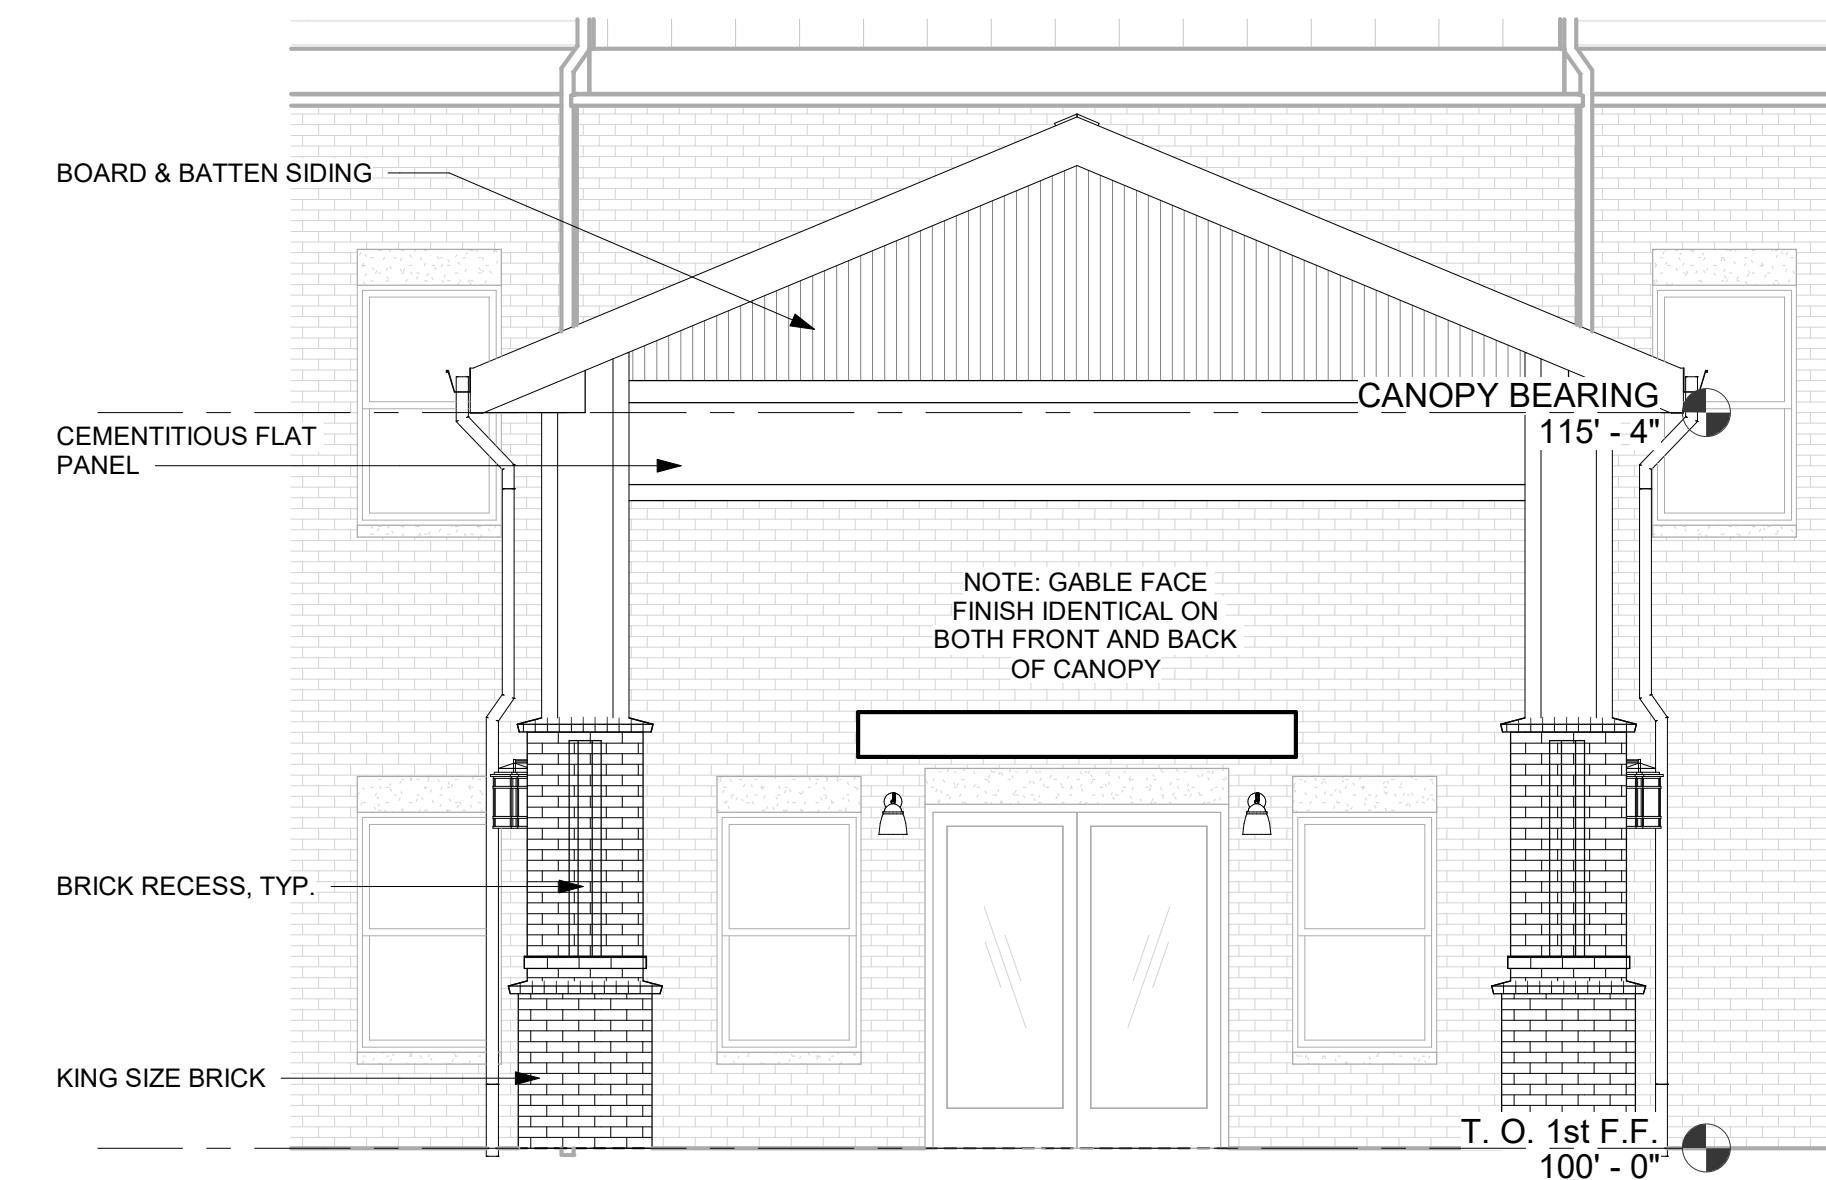 BOARD & BATTEN SIDING
CANOPY BEARING
115' - 4"
CEMENTITIOUS FLAT
PANEL
NOTE: GABLE FACE
FINISH IDENTICAL ON
BOTH FRONT AND BACK
OF CANOPY
BRICK RECESS, TYP.
KING SIZE BRICK
T. O. 1st F.F.
100' - 0"